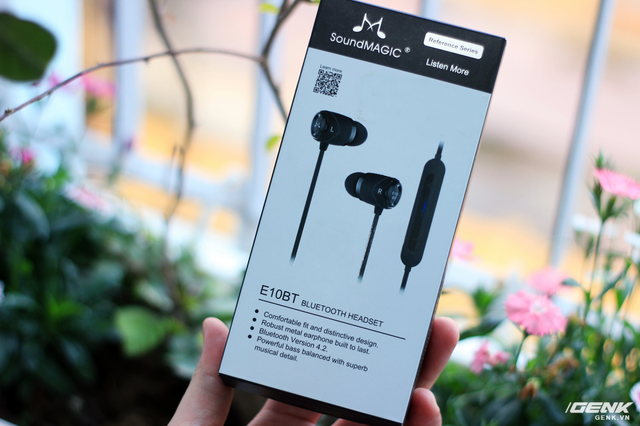 SoundMAGIC®
Reference Series
Listen More
Learn more
L
R
E10BT BLUETOOTH HEADSET
• Comfortable fit and distinctive design.
• Robust metal earphone built to last.
• Bluetooth Version 4.2.
• Powerful bass balanced with superb
musical detail.
GENK
GENK.VN